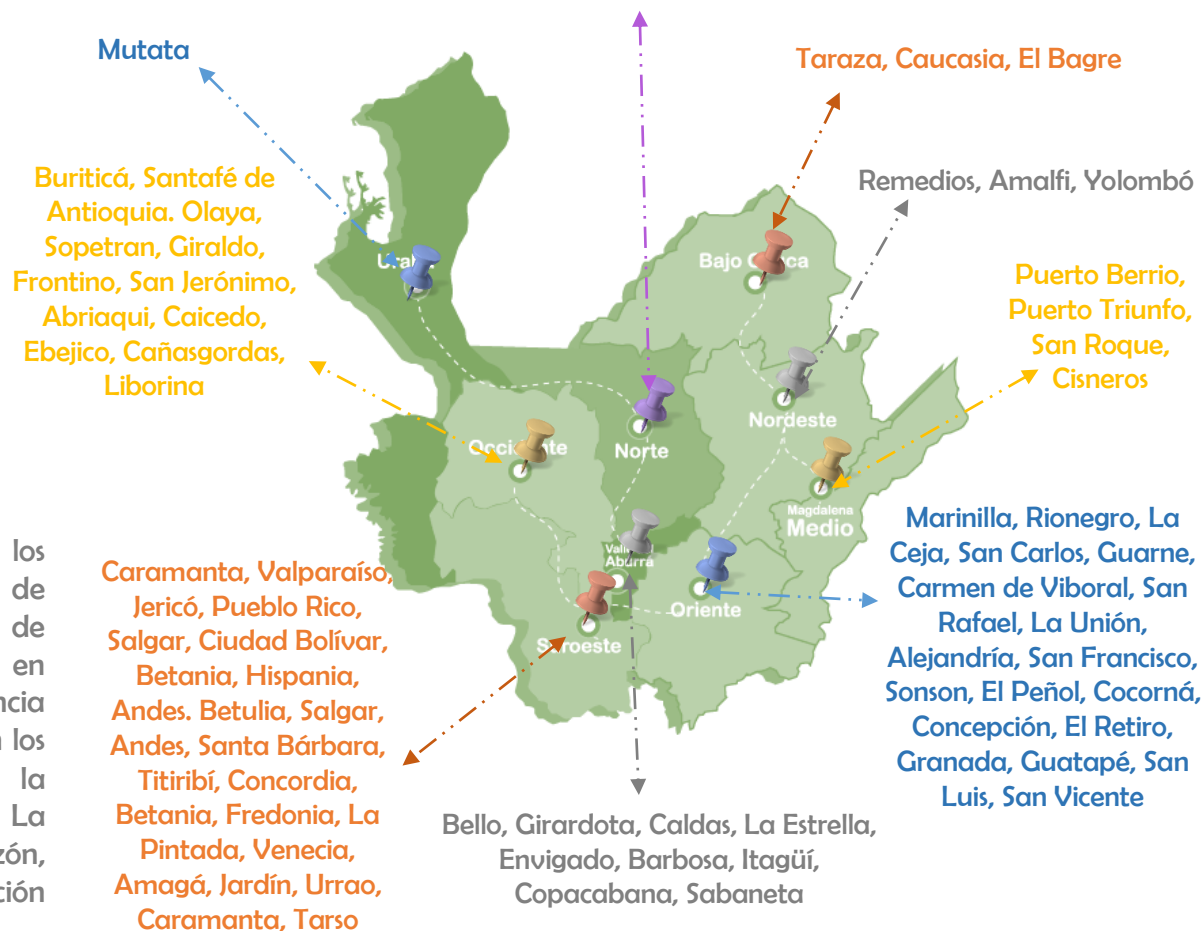 Mutata
Taraza, Caucasia, El Bagre
Buriticá, Santafé de
Antioquia. Olaya,
Sopetran, Giraldo,
Frontino, San Jerónimo,
Abriaqui, Caicedo,
Ebejico, Cañasgordas,
Liborina
Remedios, Amalfi, Yolombó
Puerto Berrio,
Puerto Triunfo,
San Roque,
Cisneros
Bajo
Nordeste
Norte
Magdalena
Medio
Aburrá
Oriente
los
de
de
en
ncia
n los
la
La
zón,
ción
Caramanta, Valparaíso,
Jericó, Pueblo Rico,
Salgar, Ciudad Bolívar,
Betania, Hispania,
Andes. Betulia, Salgar,
Andes, Santa Bárbara,
Titiribí, Concordia,
Betania, Fredonia, La
Pintada, Venecia,
Amagá, Jardín, Urrao,
Caramanta, Tarso
Bello, Girardota, Caldas, La Estrella,
Envigado, Barbosa, Itagüí,
Copacabana, Sabaneta
Marinilla, Rionegro, La
Ceja, San Carlos, Guarne,
Carmen de Viboral, San
Rafael, La Unión,
Alejandría, San Francisco,
Sonson, El Peñol, Cocorná,
Concepción, El Retiro,
Granada, Guatapé, San
Luis, San Vicente